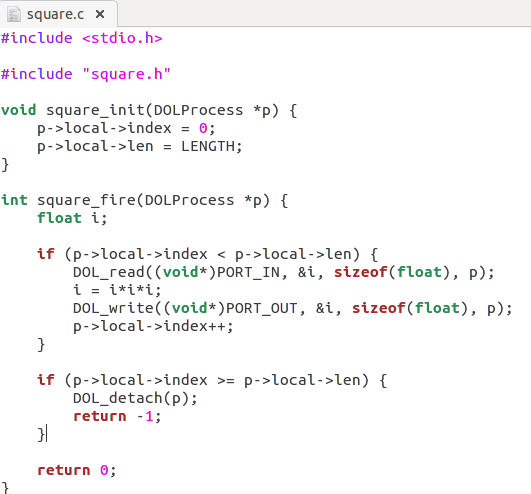 square.c ×
#include <stdio.h>

#include "square.h"

void square_init(DOLProcess *p) {
    p->local->index = 0;
    p->local->len = LENGTH;
}

int square_fire(DOLProcess *p) {
    float i;

    if (p->local->index < p->local->len) {
        DOL_read((void*)PORT_IN, &i, sizeof(float), p);
        i = i*i*i;
        DOL_write((void*)PORT_OUT, &i, sizeof(float), p);
        p->local->index++;
    }

    if (p->local->index >= p->local->len) {
        DOL_detach(p);
        return -1;
    }

    return 0;
}